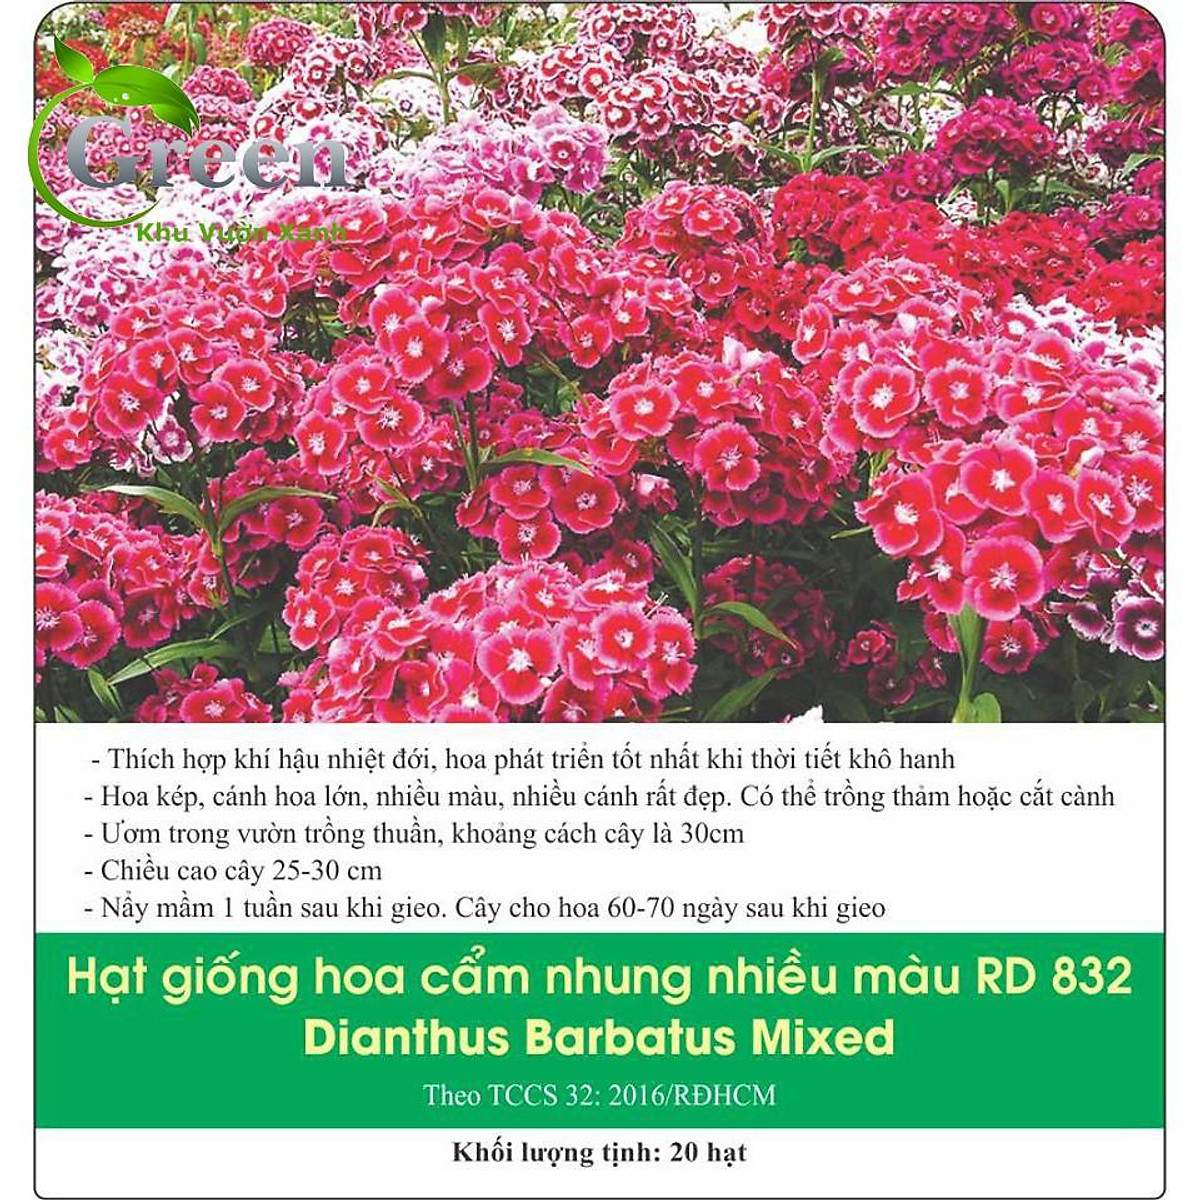 Green
Khu Vườn Xanh
- Thích hợp khí hậu nhiệt đới, hoa phát triển tốt nhất khi thời tiết khô hanh
- Hoa kép, cánh hoa lớn, nhiều màu, nhiều cánh rất đẹp. Có thể trồng thảm hoặc cắt cành
- Ươm trong vườn trồng thuần, khoảng cách cây là 30cm
- Chiều cao cây 25-30 cm
- Nẩy mầm 1 tuần sau khi gieo. Cây cho hoa 60-70 ngày sau khi gieo
Hạt giống hoa cẩm nhung nhiều màu RD 832
Dianthus Barbatus Mixed
Theo TCCS 32: 2016/RĐHCM
Khối lượng tịnh: 20 hạt